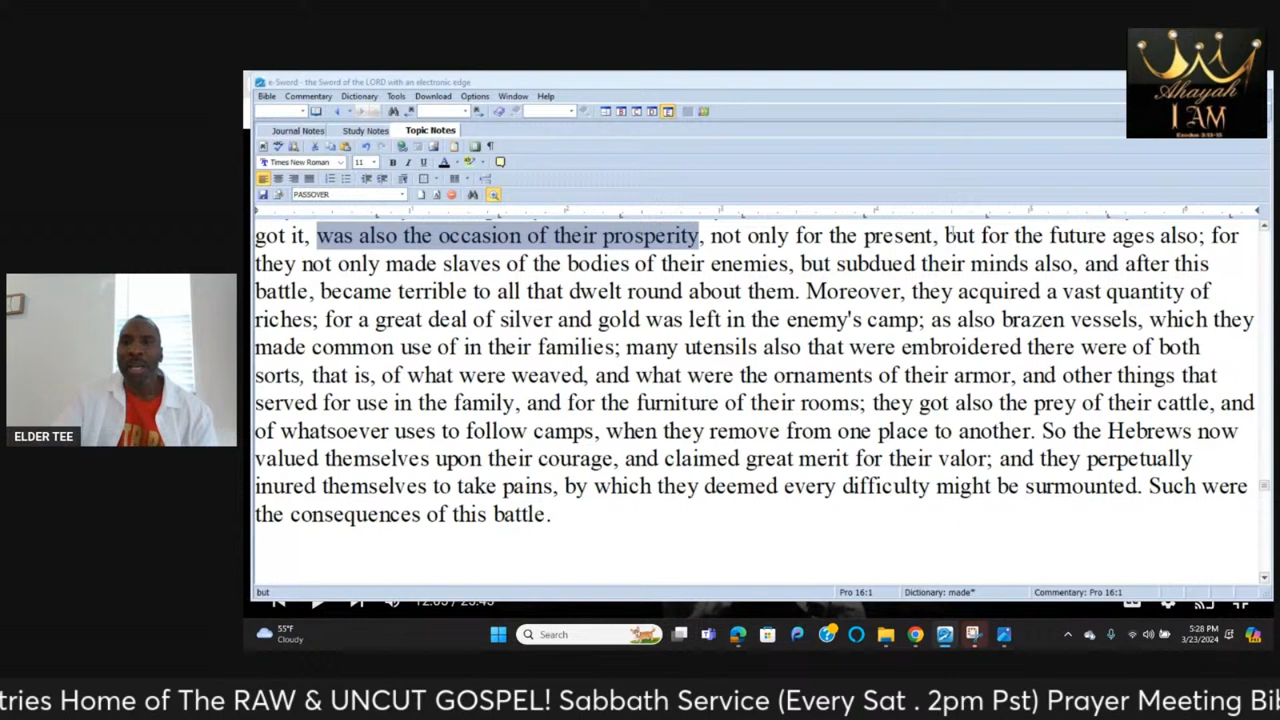 Ahayah
I AM
Exodus 3:13-15
e-Sword - the Sword of the LORD with an electronic edge
Bible Commentary Dictionary Tools Download Options Window Help
Journal Notes Study Notes Topic Notes
Times New Roman 11 B I U A
PASSOVER
got it, was also the occasion of their prosperity, not only for the present, but for the future ages also; for
they not only made slaves of the bodies of their enemies, but subdued their minds also, and after this
battle, became terrible to all that dwelt round about them. Moreover, they acquired a vast quantity of
riches; for a great deal of silver and gold was left in the enemy's camp; as also brazen vessels, which they
made common use of in their families; many utensils also that were embroidered there were of both
sorts, that is, of what were weaved, and what were the ornaments of their armor, and other things that
served for use in the family, and for the furniture of their rooms; they got also the prey of their cattle, and
of whatsoever uses to follow camps, when they remove from one place to another. So the Hebrews now
valued themselves upon their courage, and claimed great merit for their valor; and they perpetually
inured themselves to take pains, by which they deemed every difficulty might be surmounted. Such were
the consequences of this battle.
ELDER TEE
but Pro 16:1 Dictionary: made* Commentary: Pro 16:1
55°F
Cloudy
Search
5:28 PM
3/23/2024
tries Home of The RAW & UNCUT GOSPEL! Sabbath Service (Every Sat . 2pm Pst) Prayer Meeting Bib